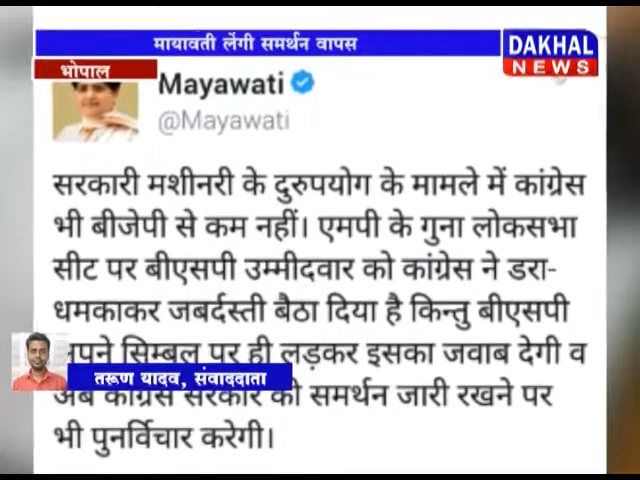 मायावती लेंगी समर्थन वापस
DAKHAL
NEWS
भोपाल
Mayawati
@Mayawati
सरकारी मशीनरी के दुरुपयोग के मामले में कांग्रेस
भी बीजेपी से कम नहीं। एमपी के गुना लोकसभा
सीट पर बीएसपी उम्मीदवार को कांग्रेस ने डरा-
धमकाकर जबर्दस्ती बैठा दिया है किन्तु बीएसपी
अपने सिम्बल पर ही लड़कर इसका जवाब देगी व
तरूण यादव, संवाददाता
अब कांग्रेस सरकार को समर्थन जारी रखने पर
भी पुनर्विचार करेगी।